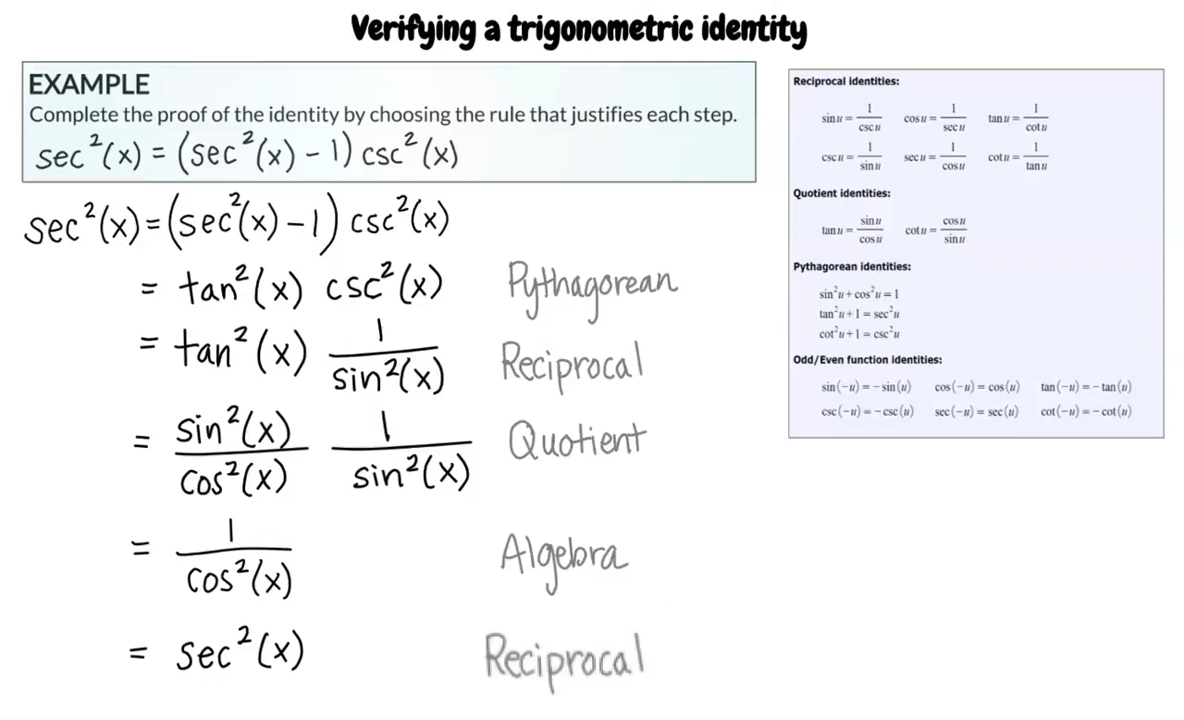 Verifying a trigonometric identity
EXAMPLE
Complete the proof of the identity by choosing the rule that justifies each step.
sec²(x) = (sec²(x) - 1) csc²(x)
sec²(x) = (sec²(x) - 1) csc²(x)
= tan²(x) csc²(x) Pythagorean
= tan²(x) 1/sin²(x) Reciprocal
= sin²(x)/cos²(x) 1/sin²(x) Quotient
= 1/cos²(x) Algebra
= sec²(x) Reciprocal
Reciprocal identities:
sin u = 1/csc u cos u = 1/sec u tan u = 1/cot u
csc u = 1/sin u sec u = 1/cos u cot u = 1/tan u
Quotient identities:
tan u = sin u/cos u cot u = cos u/sin u
Pythagorean identities:
sin²u + cos²u = 1
tan²u + 1 = sec²u
cot²u + 1 = csc²u
Odd/Even function identities:
sin(-u) = -sin(u) cos(-u) = cos(u) tan(-u) = -tan(u)
csc(-u) = -csc(u) sec(-u) = sec(u) cot(-u) = -cot(u)